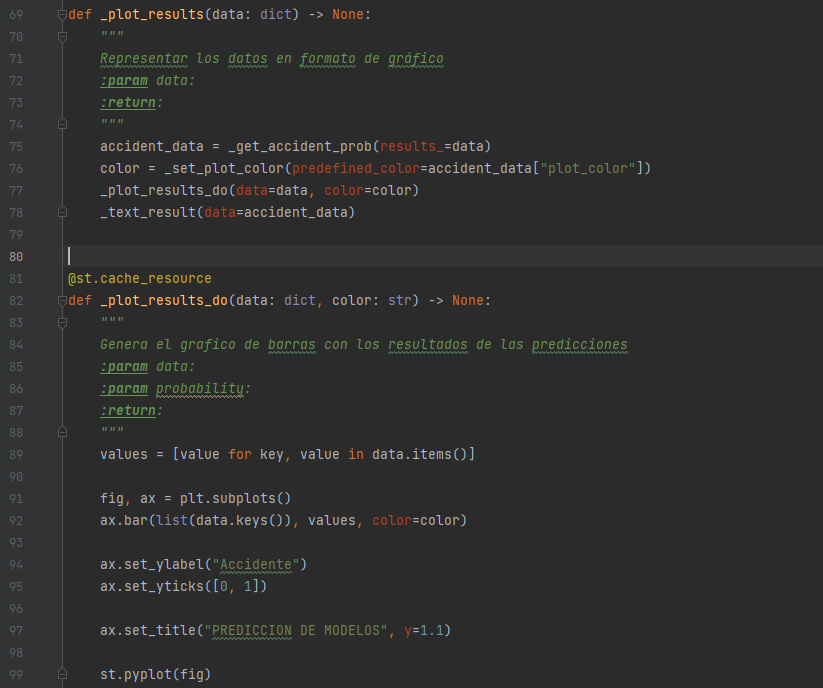 69 def _plot_results(data: dict) -> None:
70 """
71 Representar los datos en formato de gráfico
72 :param data:
73 :return:
74 """
75 accident_data = _get_accident_prob(results_=data)
76 color = _set_plot_color(predefined_color=accident_data["plot_color"])
77 _plot_results_do(data=data, color=color)
78 _text_result(data=accident_data)
79
80
81 @st.cache_resource
82 def _plot_results_do(data: dict, color: str) -> None:
83 """
84 Genera el grafico de barras con los resultados de las predicciones
85 :param data:
86 :param probability:
87 :return:
88 """
89 values = [value for key, value in data.items()]
90
91 fig, ax = plt.subplots()
92 ax.bar(list(data.keys()), values, color=color)
93
94 ax.set_ylabel("Accidente")
95 ax.set_yticks([0, 1])
96
97 ax.set_title("PREDICCION DE MODELOS", y=1.1)
98
99 st.pyplot(fig)